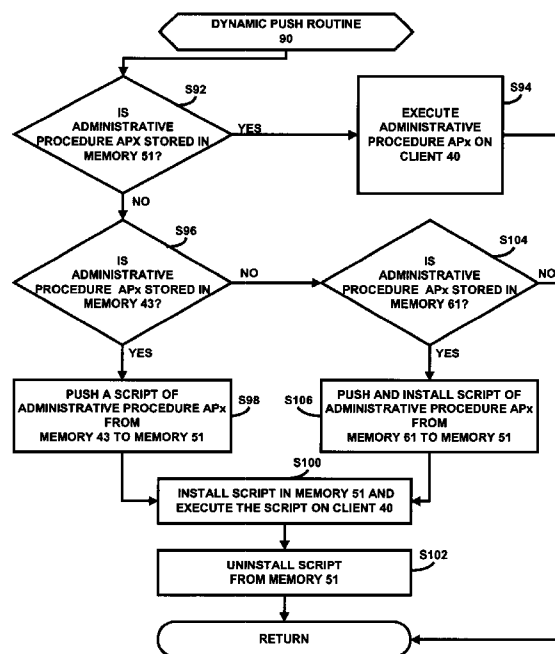 DYNAMIC PUSH ROUTINE
90
S92
IS
ADMINISTRATIVE
PROCEDURE APX STORED IN
MEMORY 51?
YES
S94
EXECUTE
ADMINISTRATIVE
PROCEDURE APx ON
CLIENT 40
NO
S96
IS
ADMINISTRATIVE
PROCEDURE APx STORED IN
MEMORY 43?
NO
S104
IS
ADMINISTRATIVE
PROCEDURE APx STORED IN
MEMORY 61?
NO
YES
YES
PUSH A SCRIPT OF
ADMINISTRATIVE PROCEDURE APx
FROM
MEMORY 43 TO MEMORY 51
S98
S106
PUSH AND INSTALL SCRIPT OF
ADMINISTRATIVE PROCEDURE APx
FROM
MEMORY 61 TO MEMORY 51
S100
INSTALL SCRIPT IN MEMORY 51 AND
EXECUTE THE SCRIPT ON CLIENT 40
UNINSTALL SCRIPT
FROM MEMORY 51
S102
RETURN